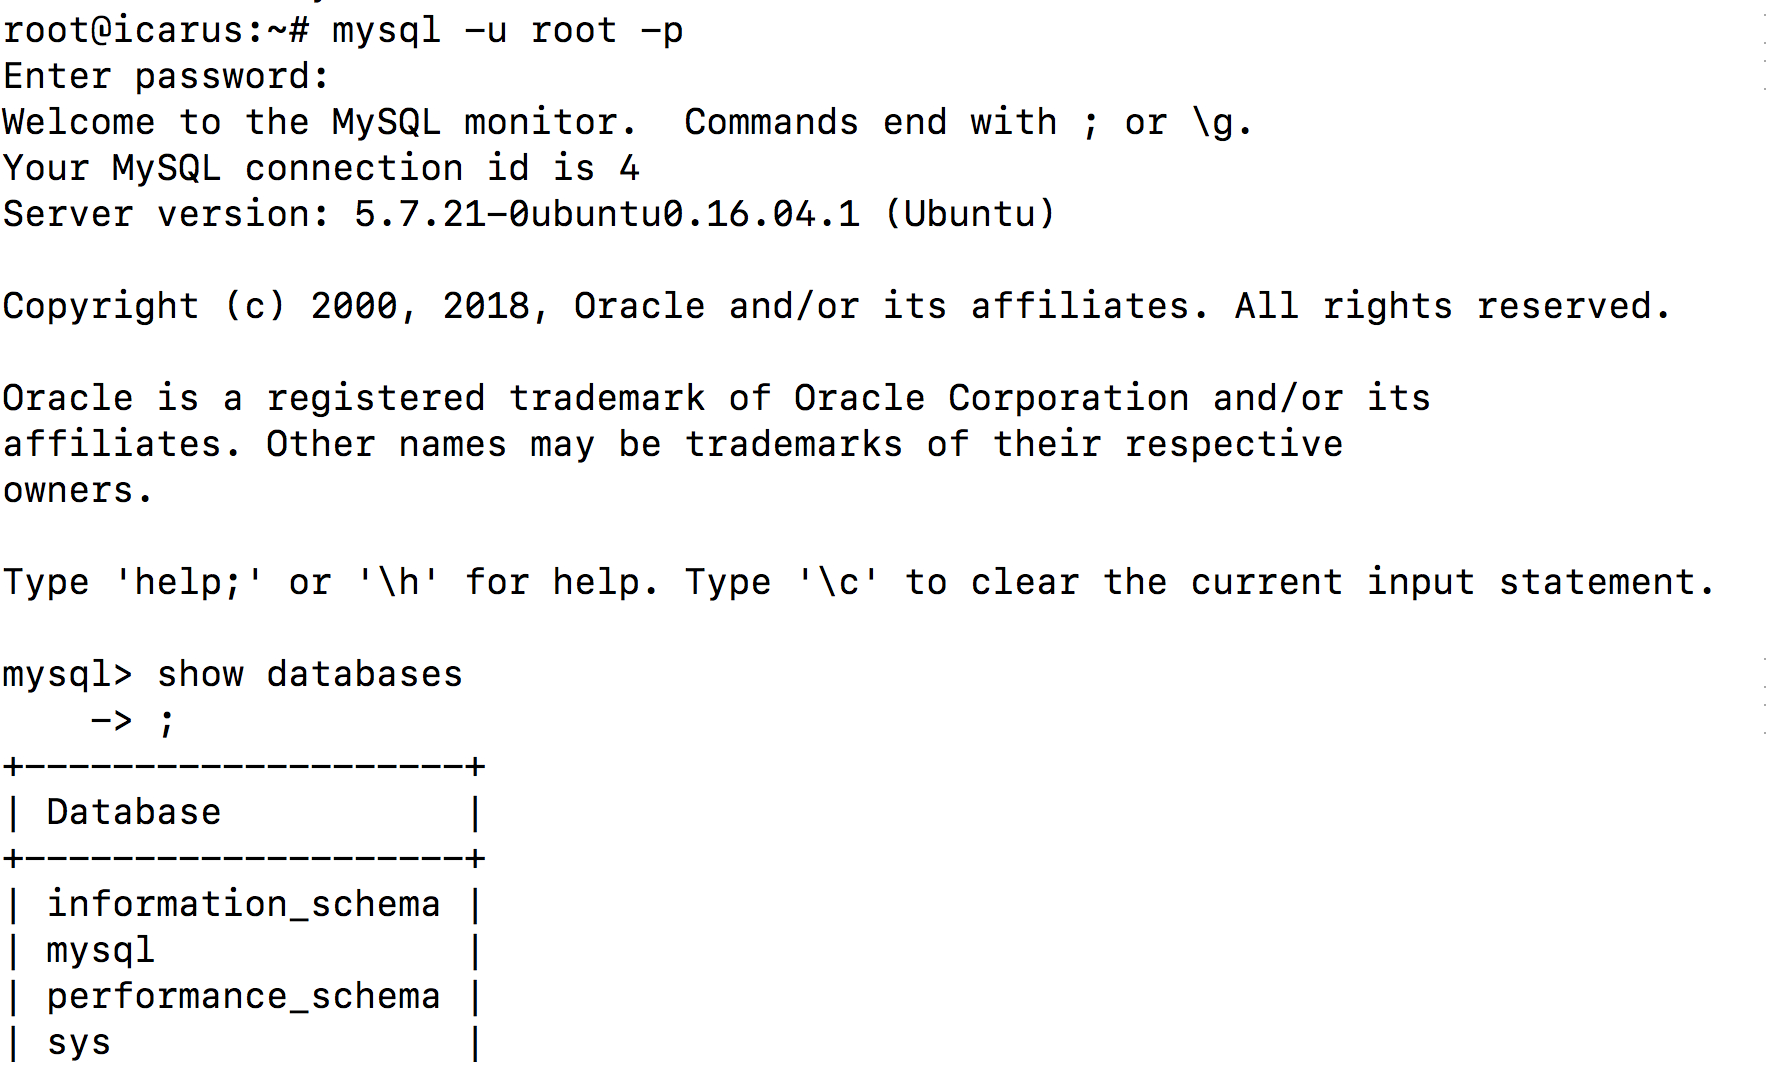 root@icarus:~# mysql -u root -p
Enter password:
Welcome to the MySQL monitor.  Commands end with ; or \g.
Your MySQL connection id is 4
Server version: 5.7.21-0ubuntu0.16.04.1 (Ubuntu)

Copyright (c) 2000, 2018, Oracle and/or its affiliates. All rights reserved.

Oracle is a registered trademark of Oracle Corporation and/or its
affiliates. Other names may be trademarks of their respective
owners.

Type 'help;' or '\h' for help. Type '\c' to clear the current input statement.

mysql> show databases
    -> ;
+--------------------+
| Database           |
+--------------------+
| information_schema |
| mysql              |
| performance_schema |
| sys                |